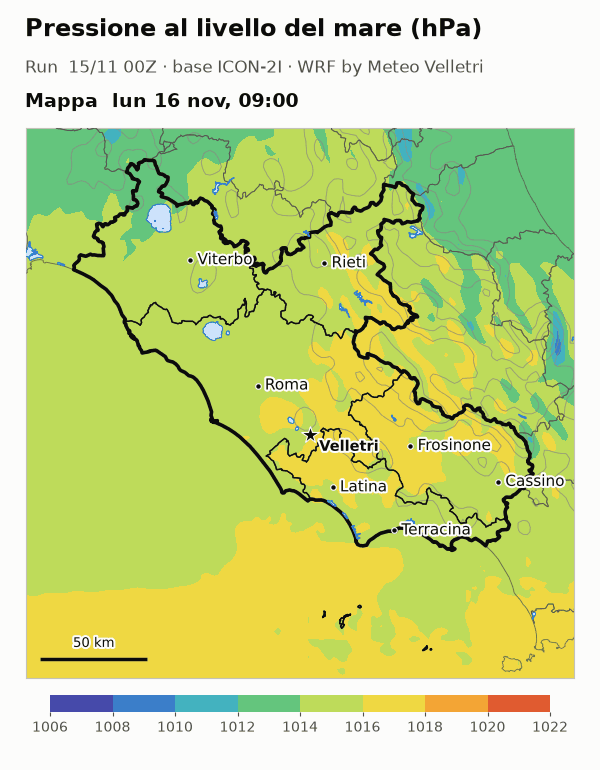 Pressione al livello del mare (hPa)
Run  15/11 00Z · base ICON-2I · WRF by Meteo Velletri
Mappa  lun 16 nov, 09:00
Viterbo
Rieti
Roma
Velletri
Frosinone
Cassino
Latina
Terracina
50 km
1006 1008 1010 1012 1014 1016 1018 1020 1022